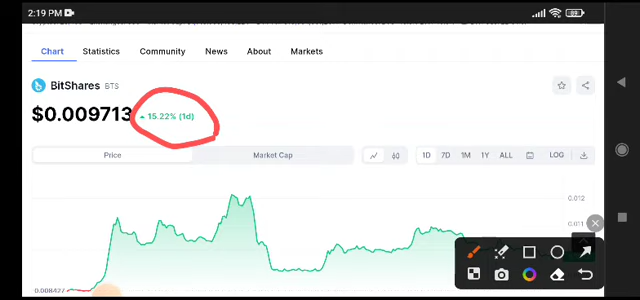 2:19 PM
Chart Statistics Community News About Markets
BitShares BTS
$0.009713 15.22% (1d)
Price Market Cap 1D 7D 1M 1Y ALL LOG
0.012
0.011
0.008427